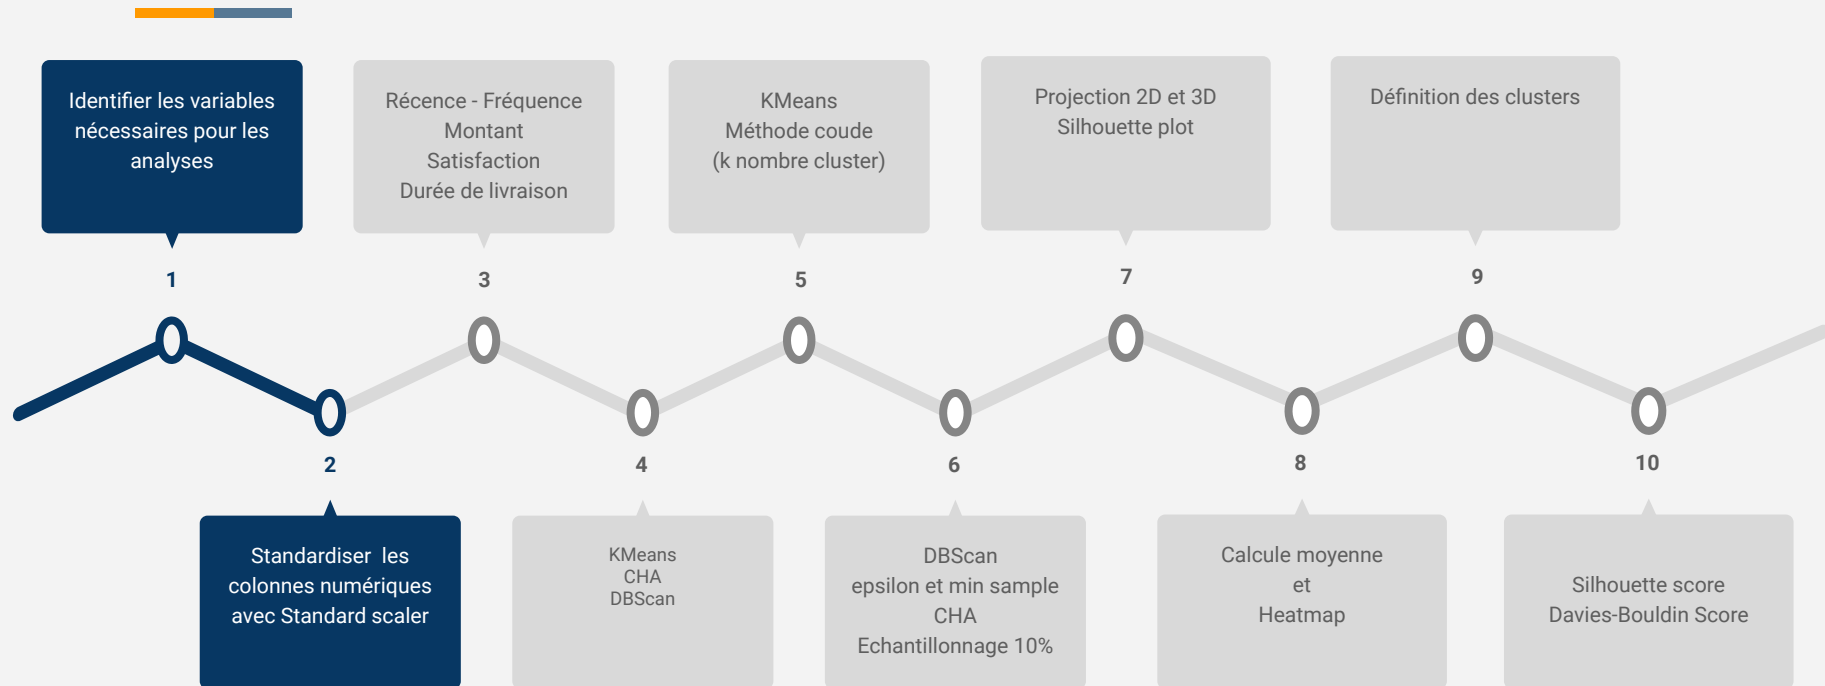 Identifier les variables
nécessaires pour les
analyses
1
Standardiser les
colonnes numériques
avec Standard scaler
2
Récence - Fréquence
Montant
Satisfaction
Durée de livraison
3
KMeans
CHA
DBScan
4
KMeans
Méthode coude
(k nombre cluster)
5
DBScan
epsilon et min sample
CHA
Echantillonnage 10%
6
Projection 2D et 3D
Silhouette plot
7
Calcule moyenne
et
Heatmap
8
Définition des clusters
9
Silhouette score
Davies-Bouldin Score
10